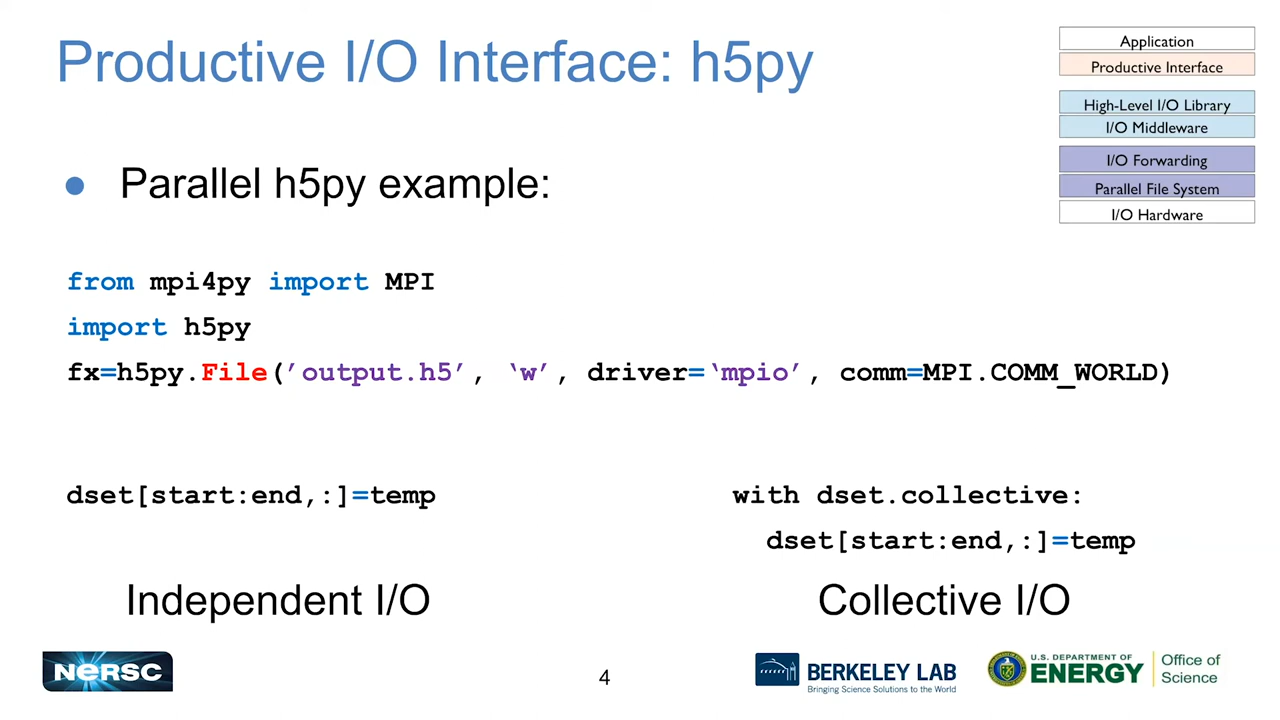 Productive I/O Interface: h5py
Application
Productive Interface
High-Level I/O Library
I/O Middleware
I/O Forwarding
Parallel File System
I/O Hardware
● Parallel h5py example:
from mpi4py import MPI
import h5py
fx=h5py.File(’output.h5’, ‘w’, driver=‘mpio’, comm=MPI.COMM_WORLD)
dset[start:end,:]=temp
Independent I/O
with dset.collective:
dset[start:end,:]=temp
Collective I/O
NERSC
4
BERKELEY LAB
Bringing Science Solutions to the World
U.S. DEPARTMENT OF
ENERGY
Office of
Science